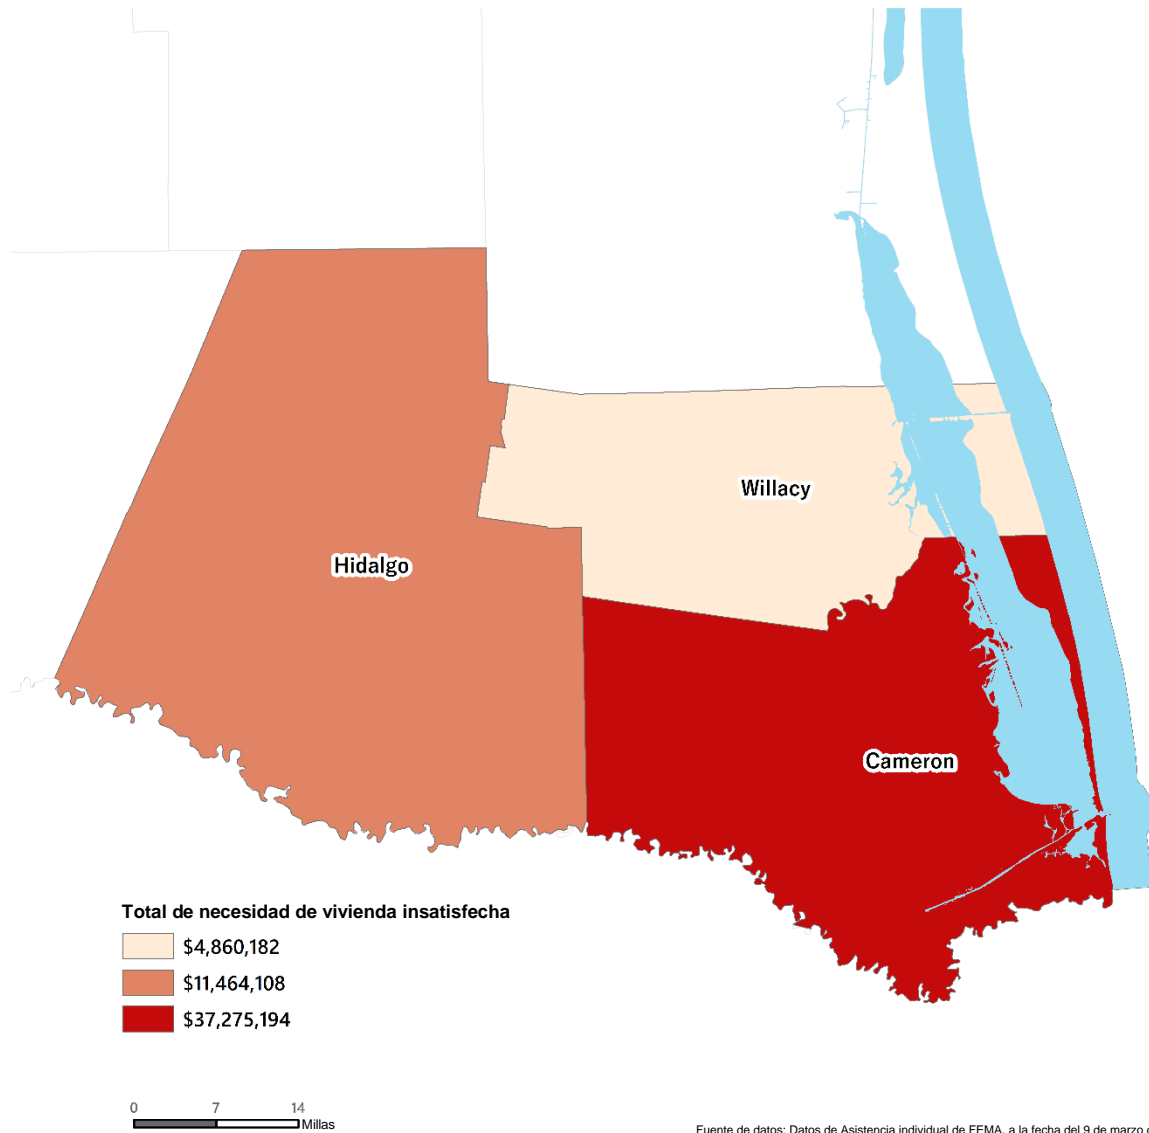 Willacy
Hidalgo
Cameron
Total de necesidad de vivienda insatisfecha
$4,860,182
$11,464,108
$37,275,194
0 7 14
Millas
Fuente de datos: Datos de Asistencia individual de FEMA, a la fecha del 9 de marzo